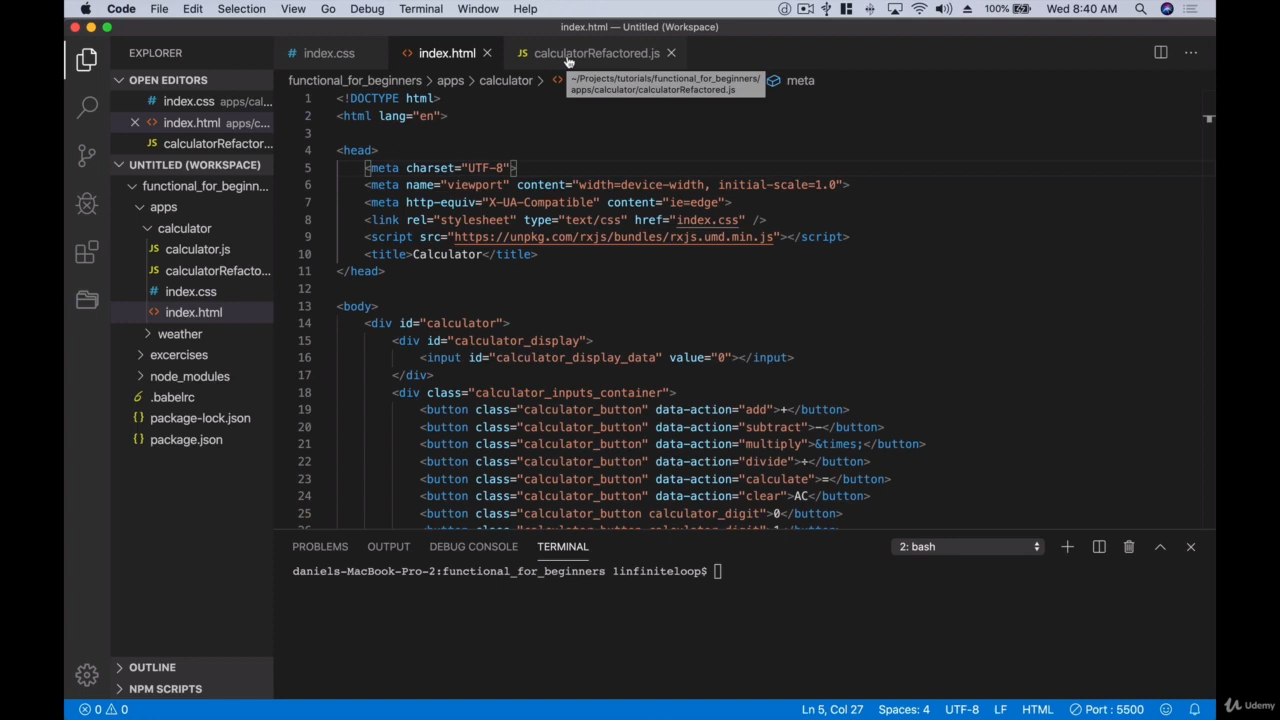 Code File Edit Selection View Go Debug Terminal Window Help 100% Wed 8:40 AM
index.html — Untitled (Workspace)
EXPLORER
OPEN EDITORS
# index.css apps/cal...
<> index.html apps/c...
JS calculatorRefactor...
UNTITLED (WORKSPACE)
functional_for_beginn...
apps
calculator
JS calculator.js
JS calculatorRefacto...
# index.css
<> index.html
weather
excercises
node_modules
.babelrc
{} package-lock.json
{} package.json
OUTLINE
NPM SCRIPTS
# index.css
<> index.html
JS calculatorRefactored.js
functional_for_beginners > apps > calculator > <> meta
~/Projects/tutorials/functional_for_beginners/
apps/calculator/calculatorRefactored.js
1 <!DOCTYPE html>
2 <html lang="en">
3
4 <head>
5 <meta charset="UTF-8">
6 <meta name="viewport" content="width=device-width, initial-scale=1.0">
7 <meta http-equiv="X-UA-Compatible" content="ie=edge">
8 <link rel="stylesheet" type="text/css" href="index.css" />
9 <script src="https://unpkg.com/rxjs/bundles/rxjs.umd.min.js"></script>
10 <title>Calculator</title>
11 </head>
12
13 <body>
14 <div id="calculator">
15 <div id="calculator_display">
16 <input id="calculator_display_data" value="0"></input>
17 </div>
18 <div class="calculator_inputs_container">
19 <button class="calculator_button" data-action="add">+</button>
20 <button class="calculator_button" data-action="subtract">−</button>
21 <button class="calculator_button" data-action="multiply">&times;</button>
22 <button class="calculator_button" data-action="divide">÷</button>
23 <button class="calculator_button" data-action="calculate">=</button>
24 <button class="calculator_button" data-action="clear">AC</button>
25 <button class="calculator_button calculator_digit">0</button>
26 <button class="calculator_button calculator_digit">1</button>
PROBLEMS OUTPUT DEBUG CONSOLE TERMINAL
2: bash
daniels-MacBook-Pro-2:functional_for_beginners linfiniteloop$
0 0
Ln 5, Col 27 Spaces: 4 UTF-8 LF HTML Port : 5500
Udemy